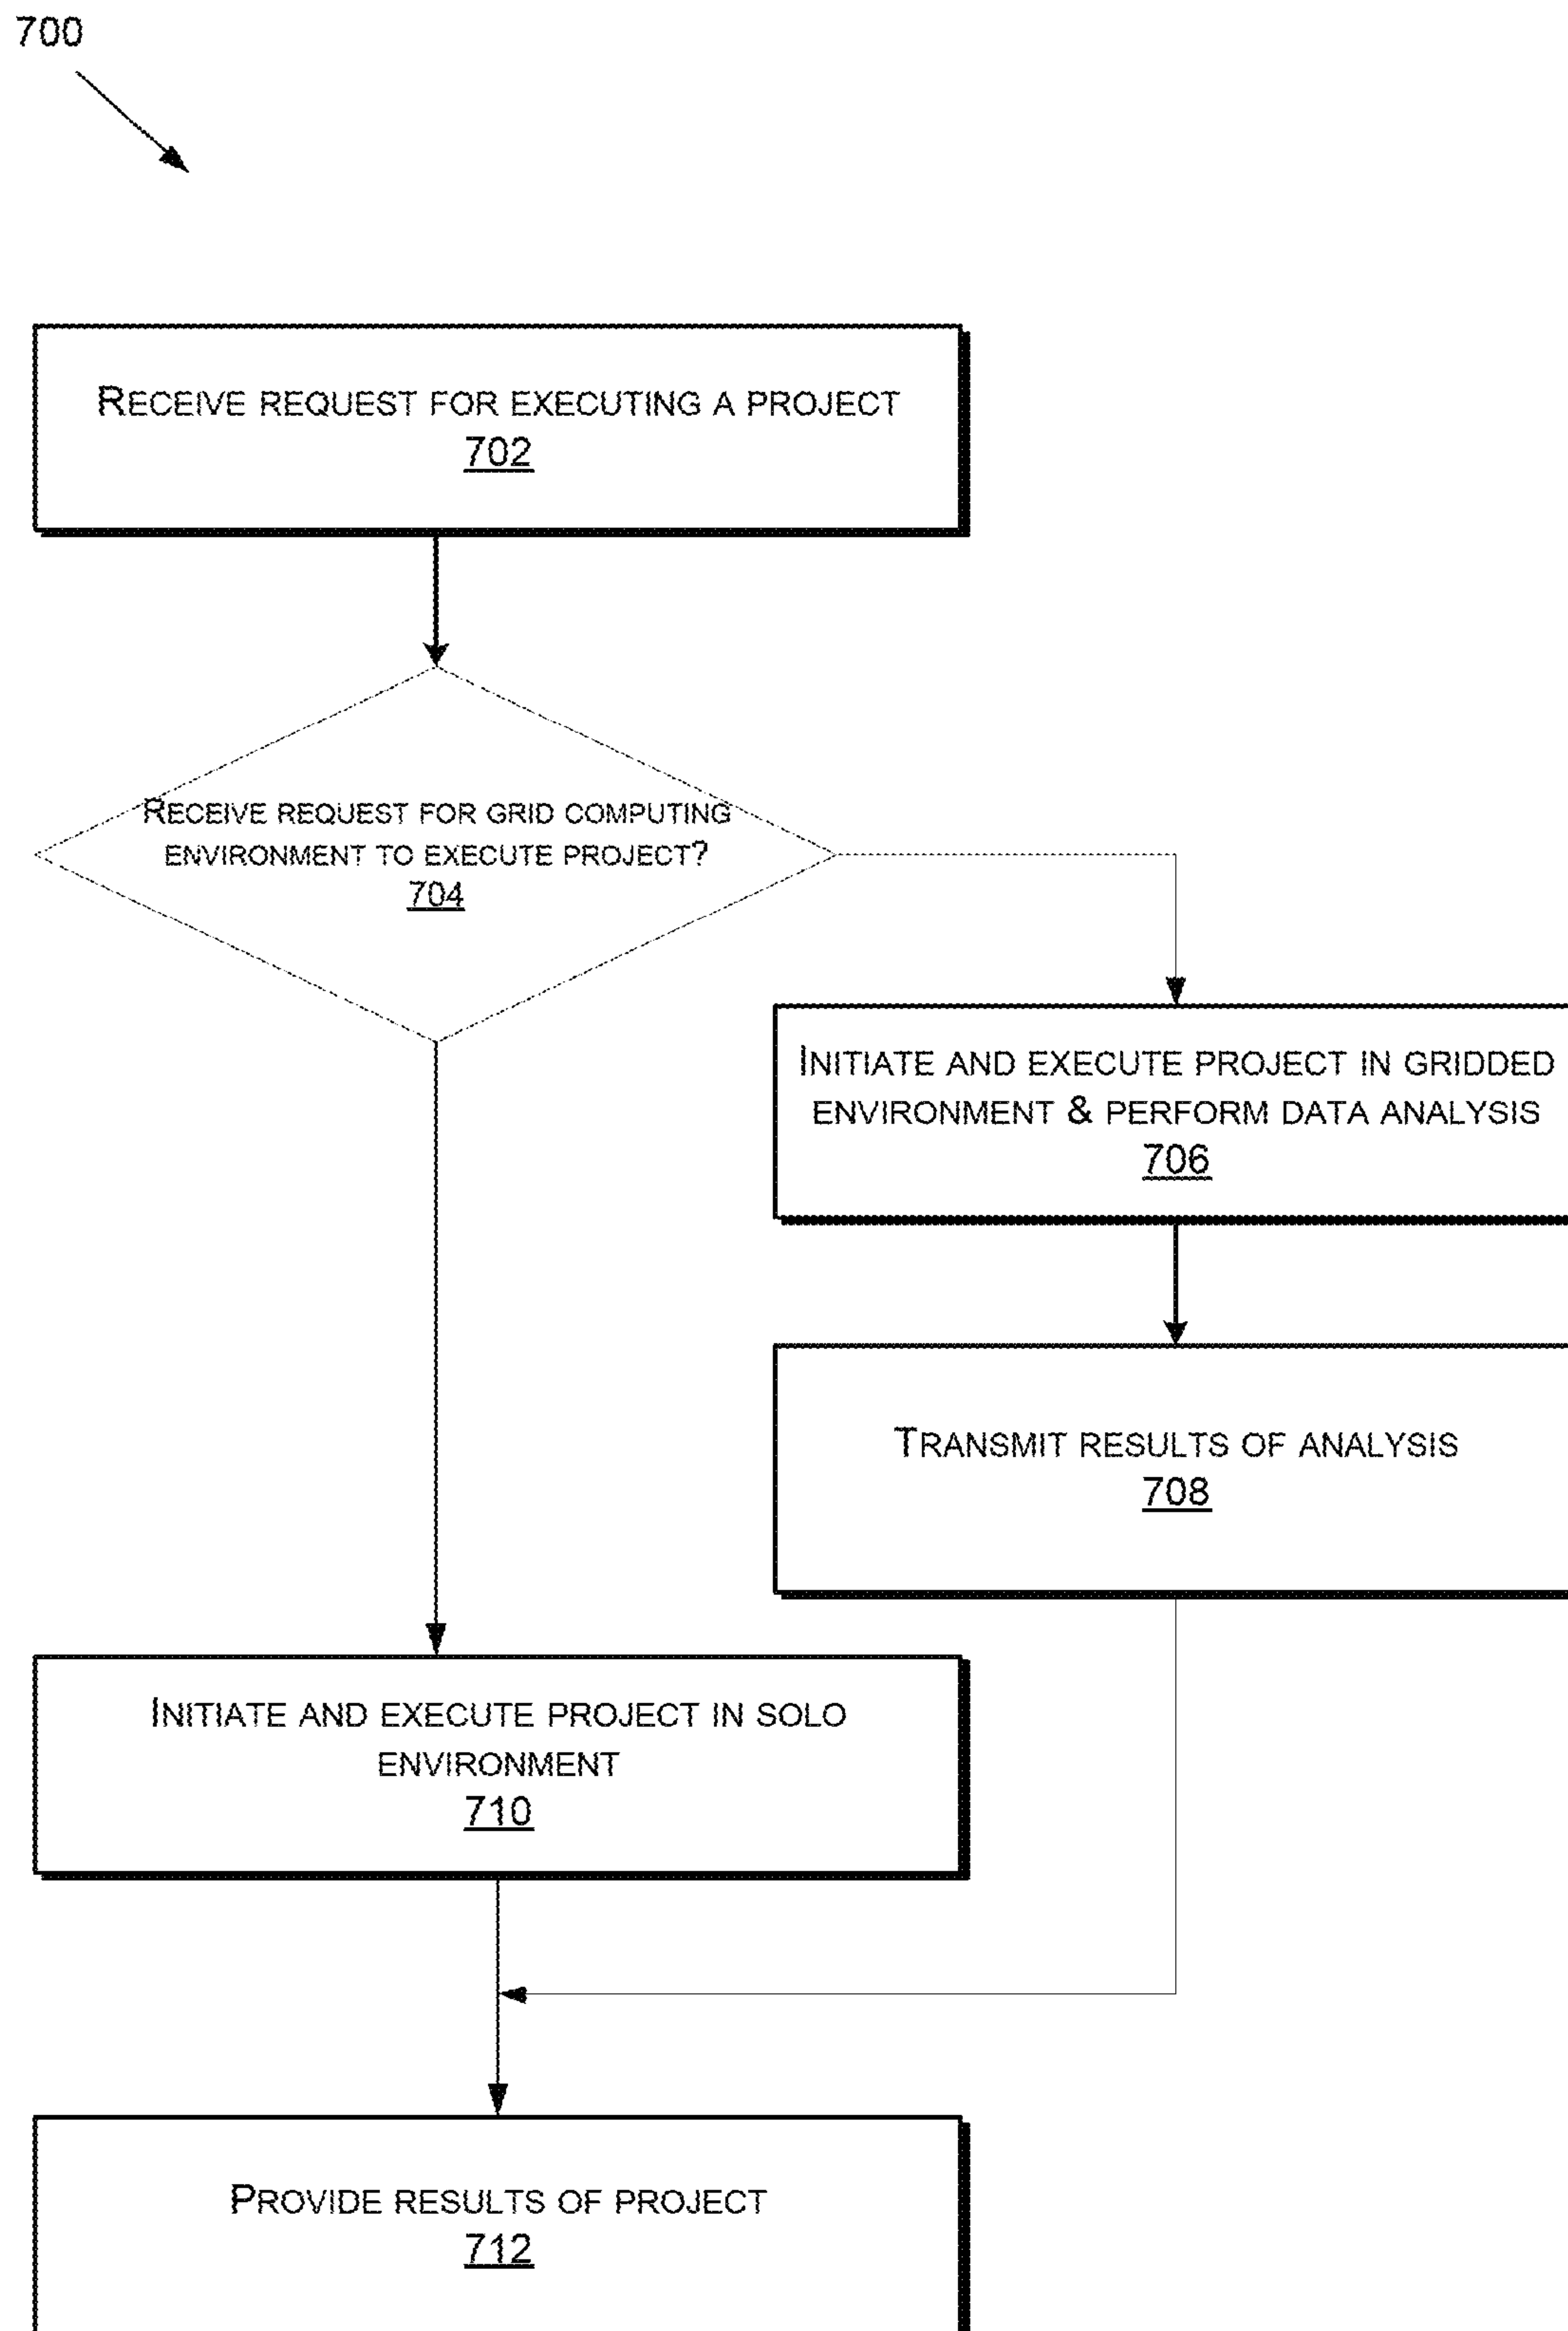 700
RECEIVE REQUEST FOR EXECUTING A PROJECT
702
RECEIVE REQUEST FOR GRID COMPUTING
ENVIRONMENT TO EXECUTE PROJECT?
704
INITIATE AND EXECUTE PROJECT IN GRIDDED
ENVIRONMENT & PERFORM DATA ANALYSIS
706
TRANSMIT RESULTS OF ANALYSIS
708
INITIATE AND EXECUTE PROJECT IN SOLO
ENVIRONMENT
710
PROVIDE RESULTS OF PROJECT
712